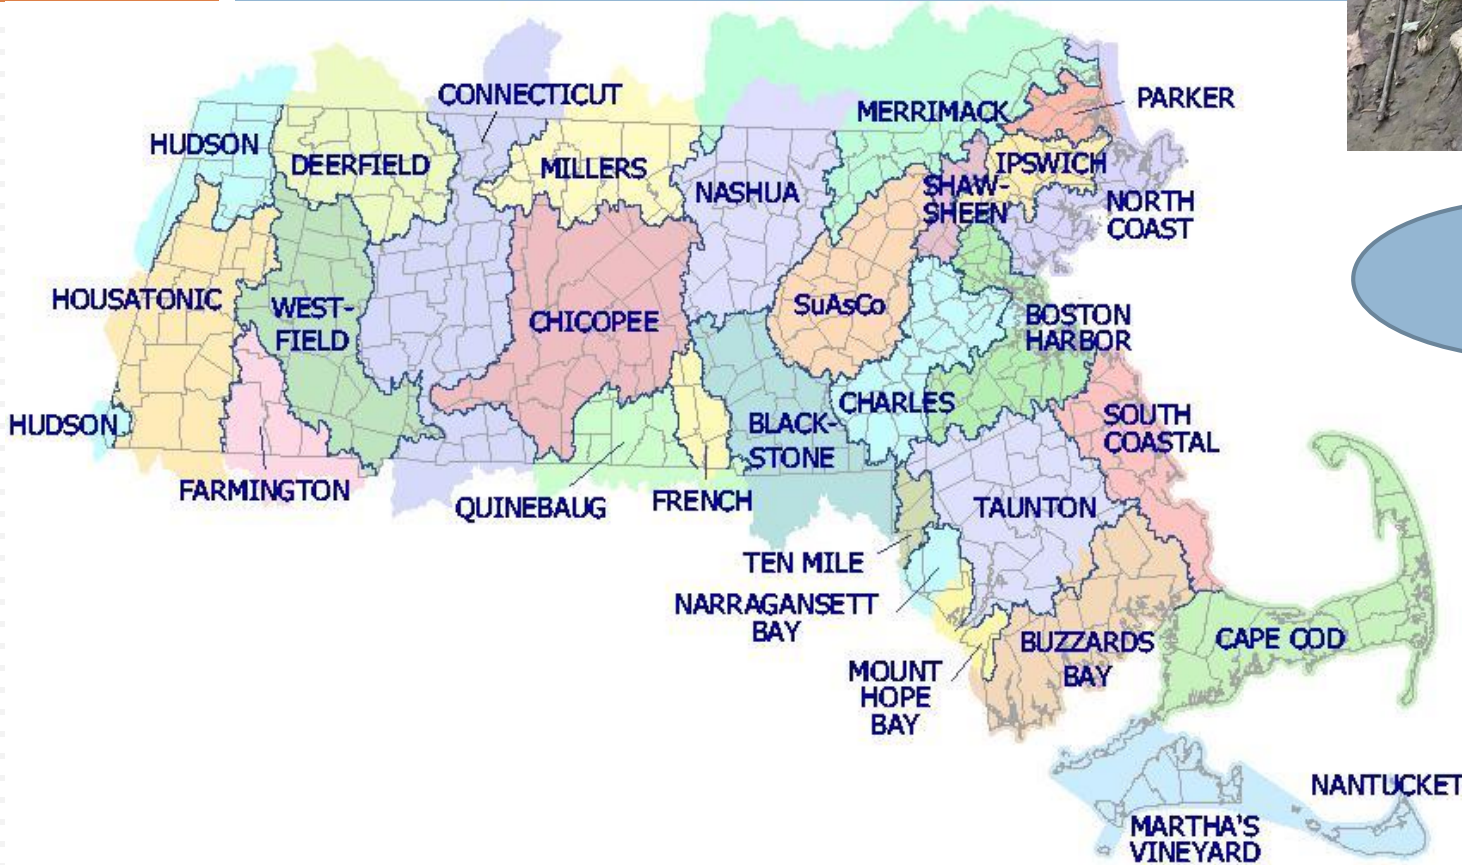 CONNECTICUT
MERRIMACK
PARKER
HUDSON
DEERFIELD
MILLERS
NASHUA
IPSWICH
SHAW-
SHEEN
NORTH
COAST
HOUSATONIC
WEST-
FIELD
CHICOPEE
SuAsCo
BOSTON
HARBOR
HUDSON
CHARLES
BLACK-
STONE
SOUTH
COASTAL
FARMINGTON
QUINEBAUG
FRENCH
TAUNTON
TEN MILE
NARRAGANSETT
BAY
MOUNT
HOPE
BAY
BUZZARDS
BAY
CAPE COD
NANTUCKET
MARTHA'S
VINEYARD